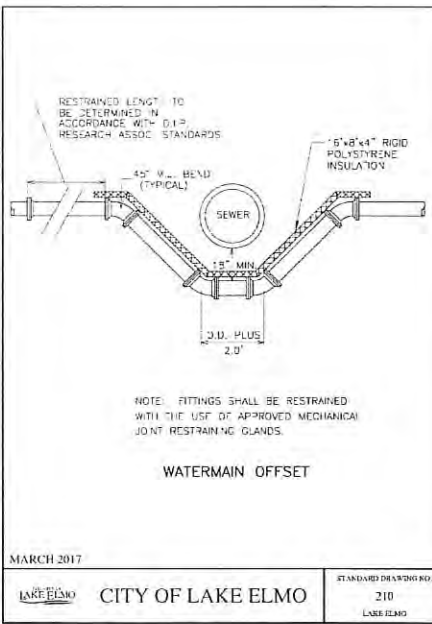 RESTRAINED LENGTH TO
BE DETERMINED IN
ACCORDANCE WITH D.I.P.
RESEARCH ASSOC. STANDARDS
45° M.J. BEND
(TYPICAL)
16'x8'x4" RIGID
POLYSTYRENE
INSULATION
SEWER
18" MIN.
O.D. PLUS
2.0'
NOTE: FITTINGS SHALL BE RESTRAINED
WITH THE USE OF APPROVED MECHANICAL
JOINT RESTRAINING GLANDS.
WATERMAIN OFFSET
MARCH 2017
LAKE ELMO
CITY OF LAKE ELMO
STANDARD DRAWING NO.
210
LAKE ELMO